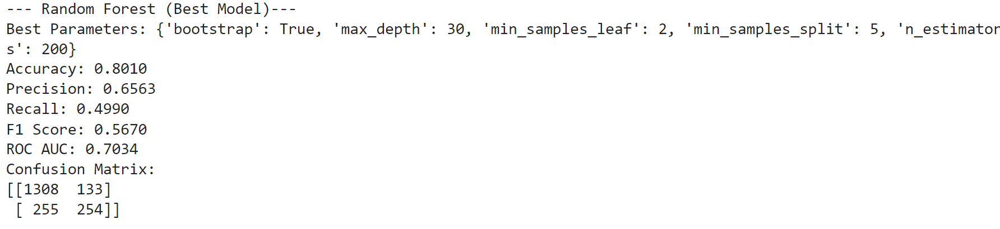 --- Random Forest (Best Model)---
Best Parameters: {'bootstrap': True, 'max_depth': 30, 'min_samples_leaf': 2, 'min_samples_split': 5, 'n_estimator
s': 200}
Accuracy: 0.8010
Precision: 0.6563
Recall: 0.4990
F1 Score: 0.5670
ROC AUC: 0.7034
Confusion Matrix:
[[1308  133]
 [ 255  254]]